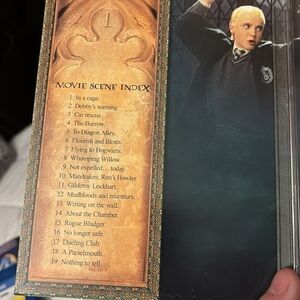 1
MOVIE SCENE INDEX
1 In a cage.
2 Dobby's warning.
3 Car rescue.
4 The Burrow.
5 To Diagon Alley.
6 Flourish and Blotts.
7 Flying to Hogwarts.
8 Whomping Willow.
9 Not expelled... today.
10 Mandrakes; Ron's Howler.
11 Gilderoy Lockhart.
12 Mudbloods and murmurs.
13 Writing on the wall.
14 About the Chamber.
15 Rogue Bludger.
16 No longer safe.
17 Dueling Club.
18 A Parselmouth.
19 Nothing to tell.